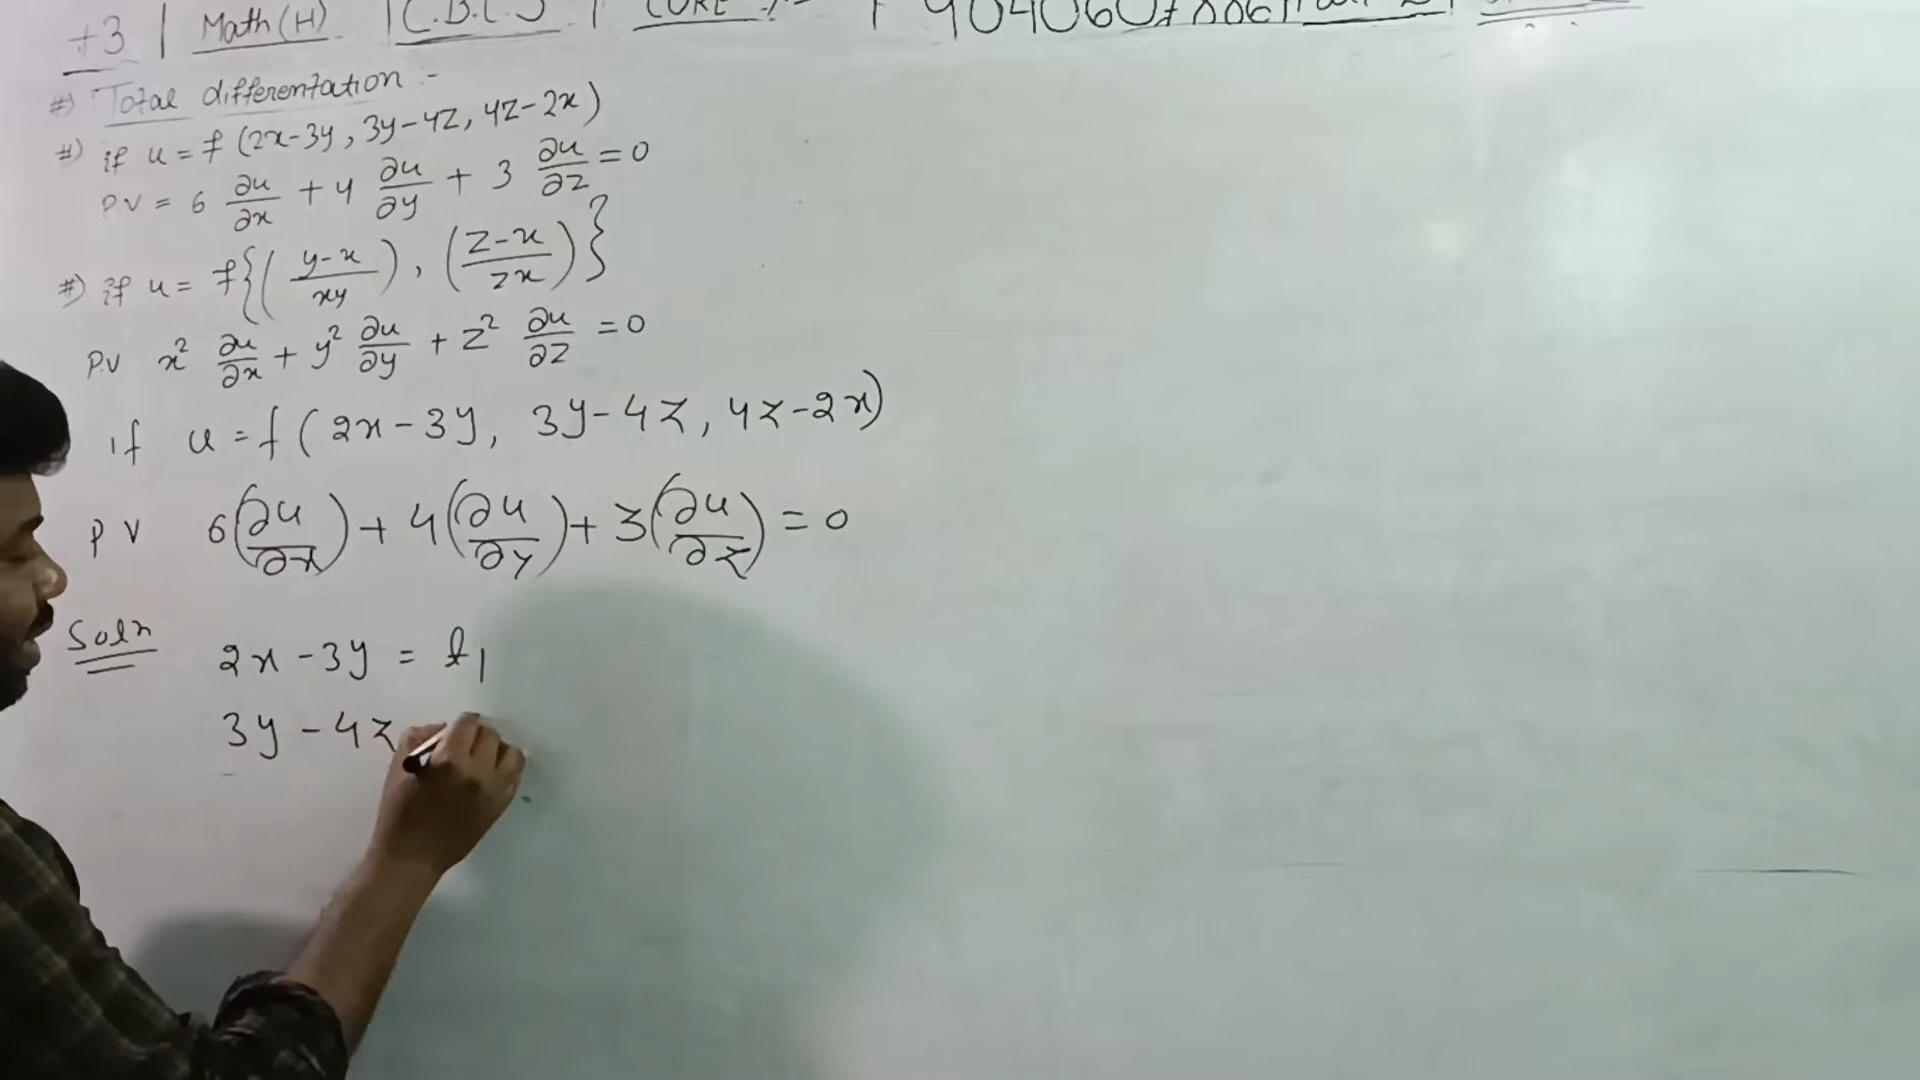 +3 | Math(H) | C.B.C.S | CORE
#) Total differentation :-
#) if u = f (2x-3y, 3y-4z, 4z-2x)
P.V = 6 ∂u/∂x + 4 ∂u/∂y + 3 ∂u/∂z = 0
#) if u = f{((y-x)/xy), ((z-x)/zx)}
P.V x² ∂u/∂x + y² ∂u/∂y + z² ∂u/∂z = 0
if u = f (2x-3y, 3y-4z, 4z-2x)
P V 6(∂u/∂x) + 4(∂u/∂y) + 3(∂u/∂z) = 0
Soln 2x-3y = l₁
3y-4z